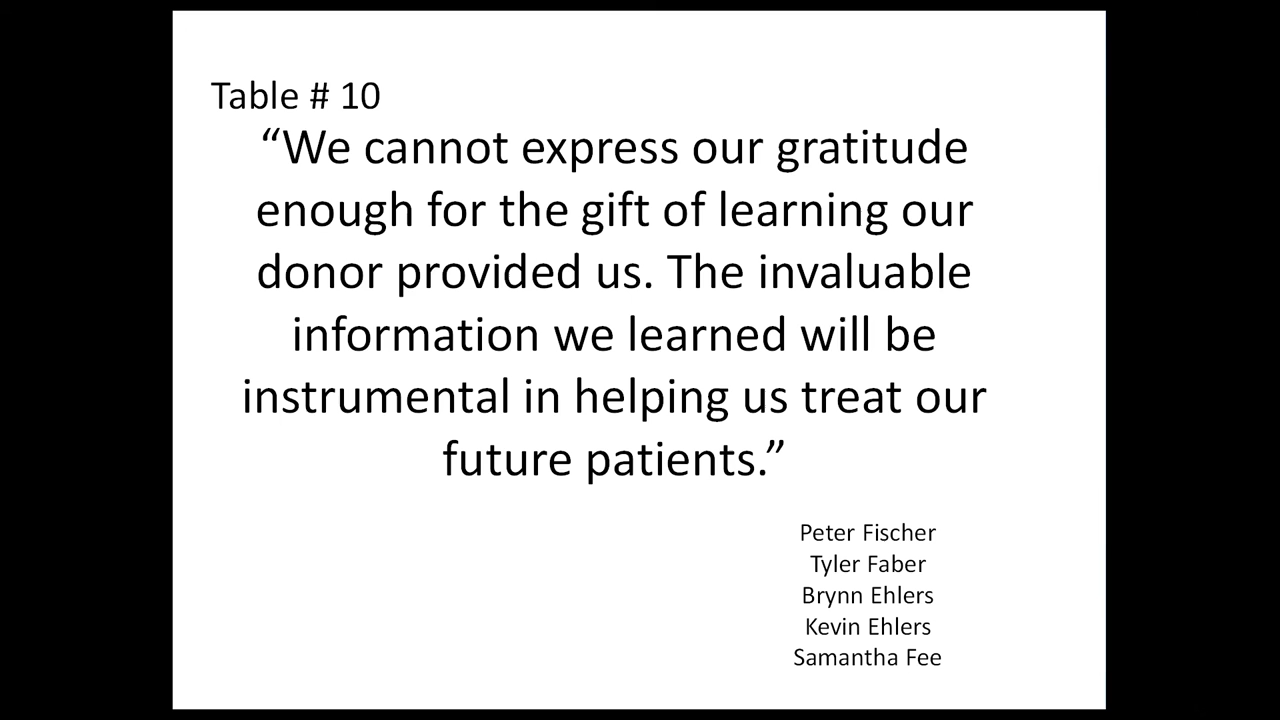 Table # 10
“We cannot express our gratitude
enough for the gift of learning our
donor provided us. The invaluable
information we learned will be
instrumental in helping us treat our
future patients.”
Peter Fischer
Tyler Faber
Brynn Ehlers
Kevin Ehlers
Samantha Fee